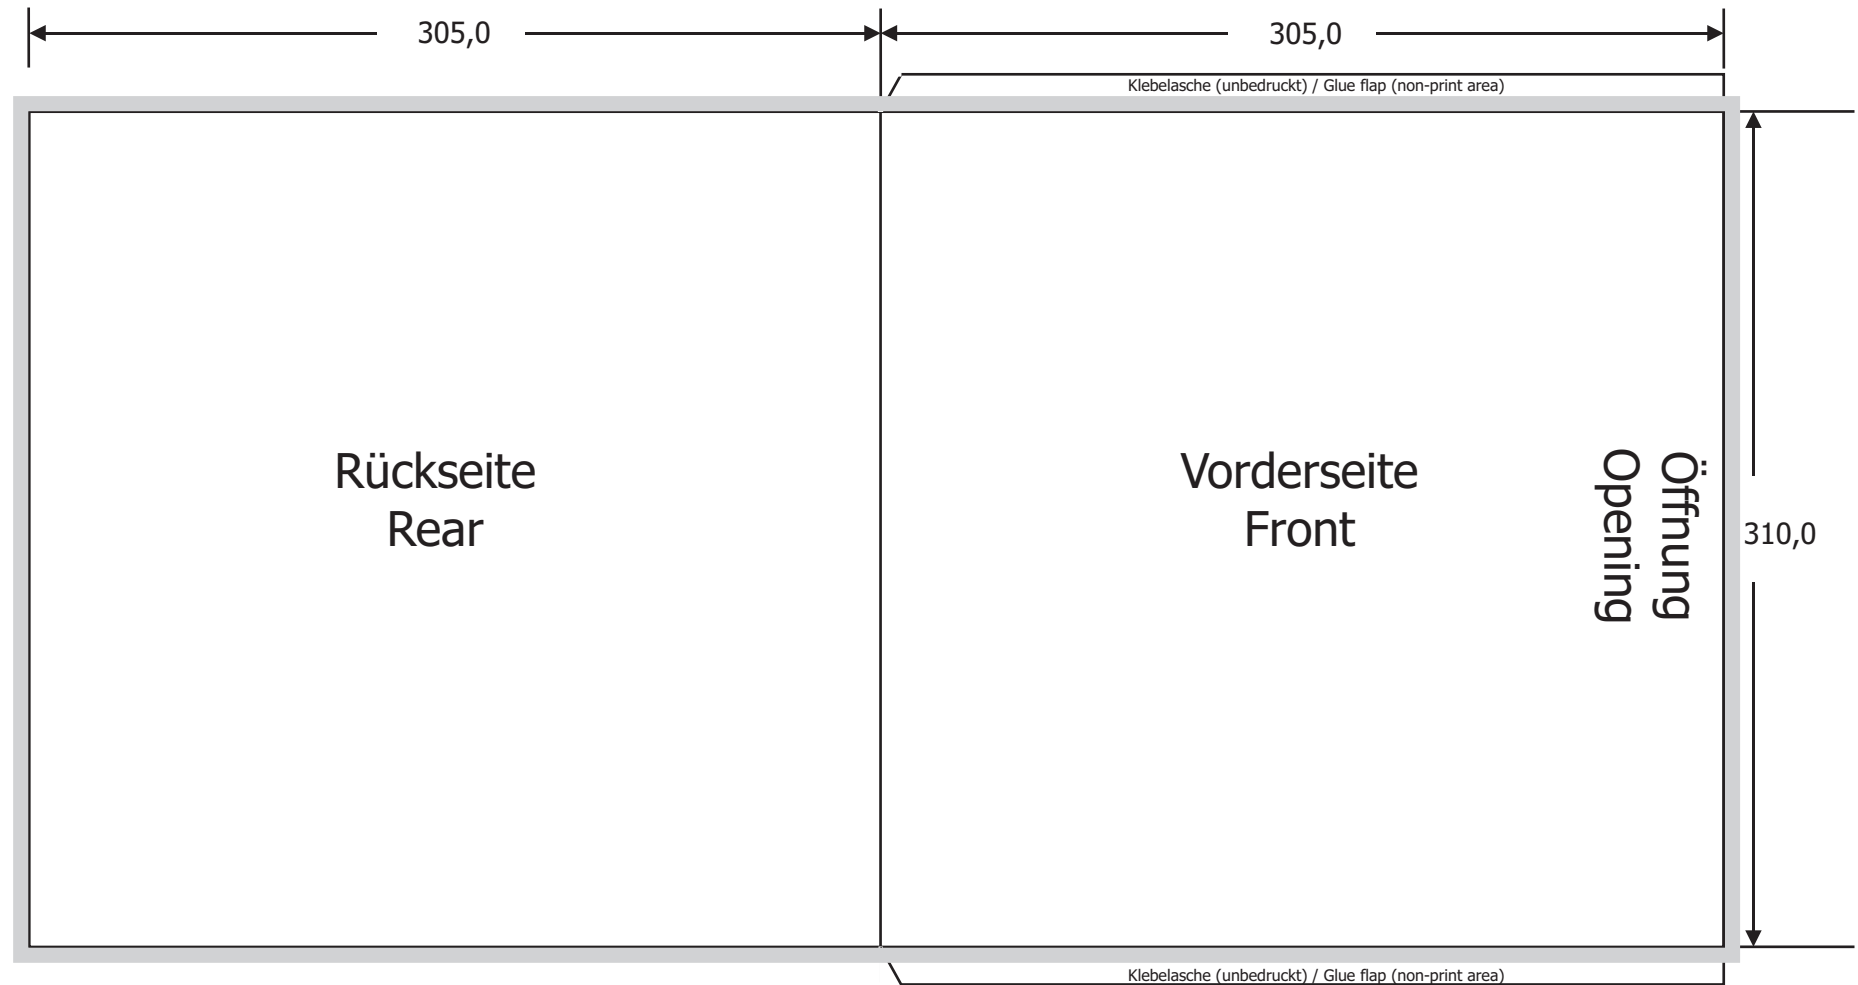 305,0
305,0
Klebelasche (unbedruckt) / Glue flap (non-print area)
Rückseite
Rear
Vorderseite
Front
Öffnung
Opening
310,0
Klebelasche (unbedruckt) / Glue flap (non-print area)